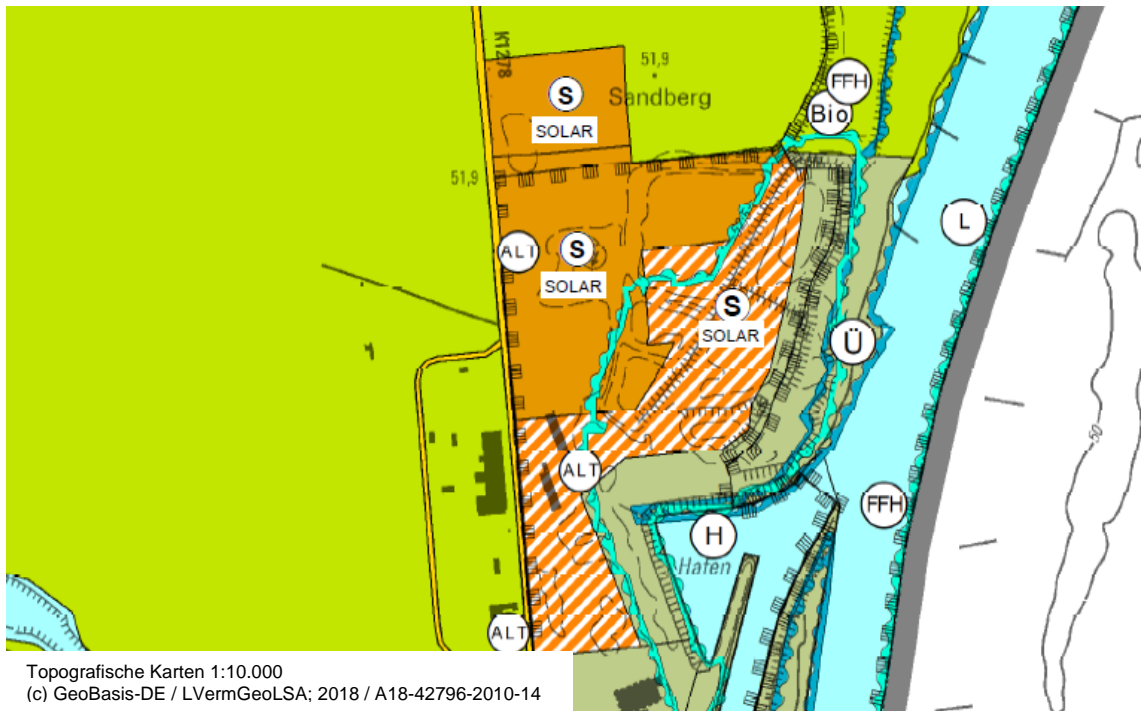 K1278
51,9
S
SOLAR
Sandberg
FFH
Bio
51,9
ALT
S
SOLAR
L
S
SOLAR
Ü
50
ALT
FFH
H
Hafen
ALT
Topografische Karten 1:10.000
(c) GeoBasis-DE / LVermGeoLSA; 2018 / A18-42796-2010-14